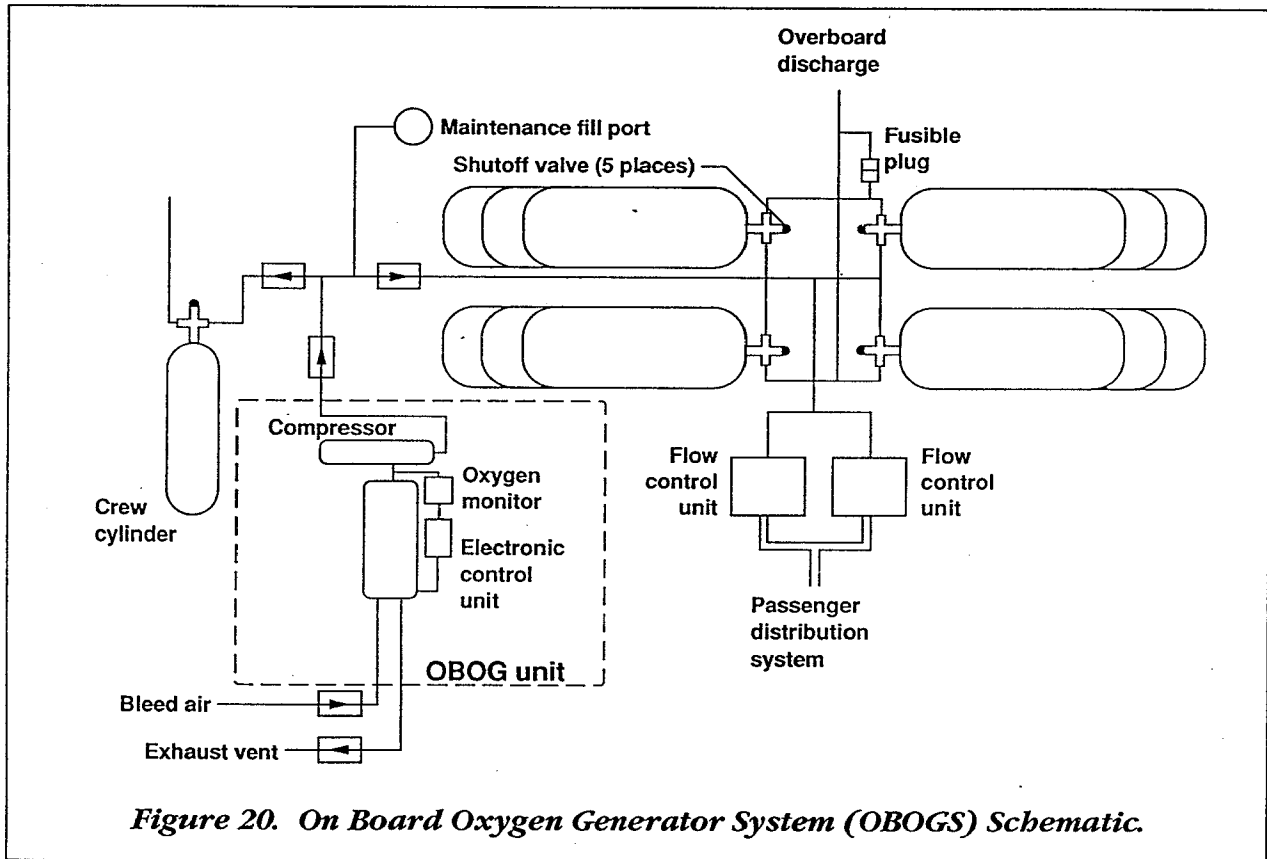 Overboard
discharge
Maintenance fill port
Fusible
plug
Shutoff valve (5 places)
Compressor
Oxygen
monitor
Electronic
control
unit
Crew
cylinder
OBOG unit
Flow
control
unit
Flow
control
unit
Passenger
distribution
system
Bleed air
Exhaust vent
Figure 20. On Board Oxygen Generator System (OBOGS) Schematic.